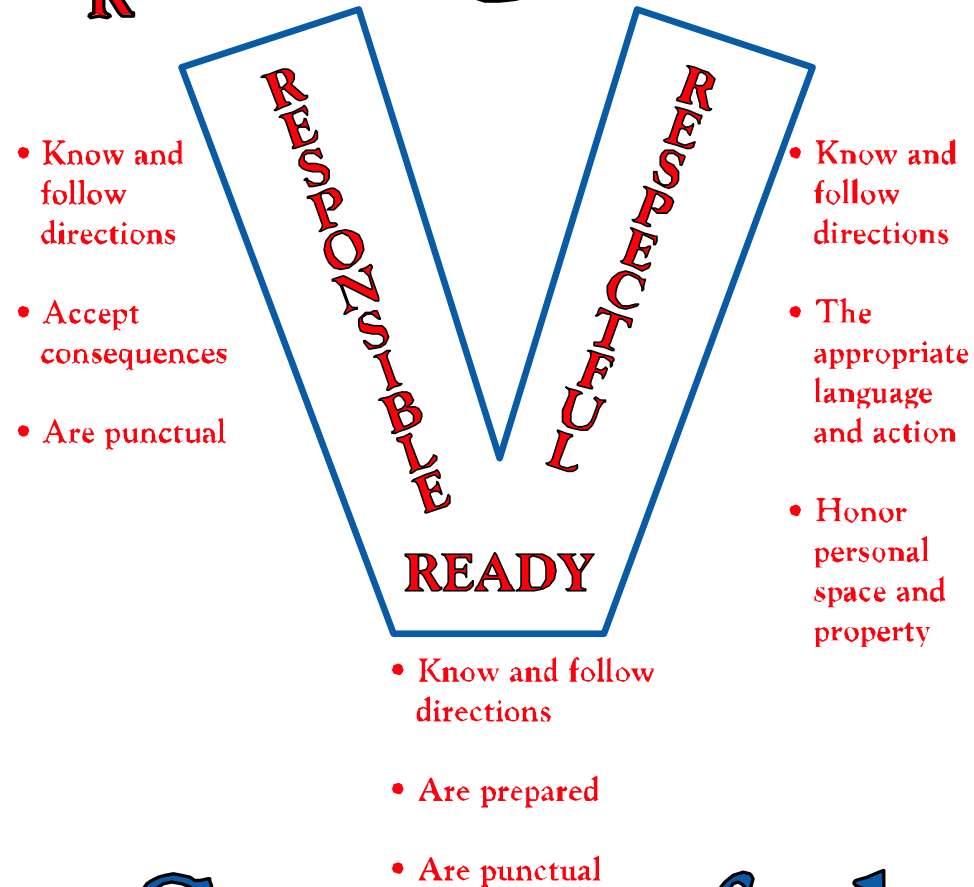 RESPONSIBLE
RESPECTFUL
READY
• Know and
follow
directions
• Accept
consequences
• Are punctual
• Know and
follow
directions
• The
appropriate
language
and action
• Honor
personal
space and
property
• Know and follow
directions
• Are prepared
• Are punctual